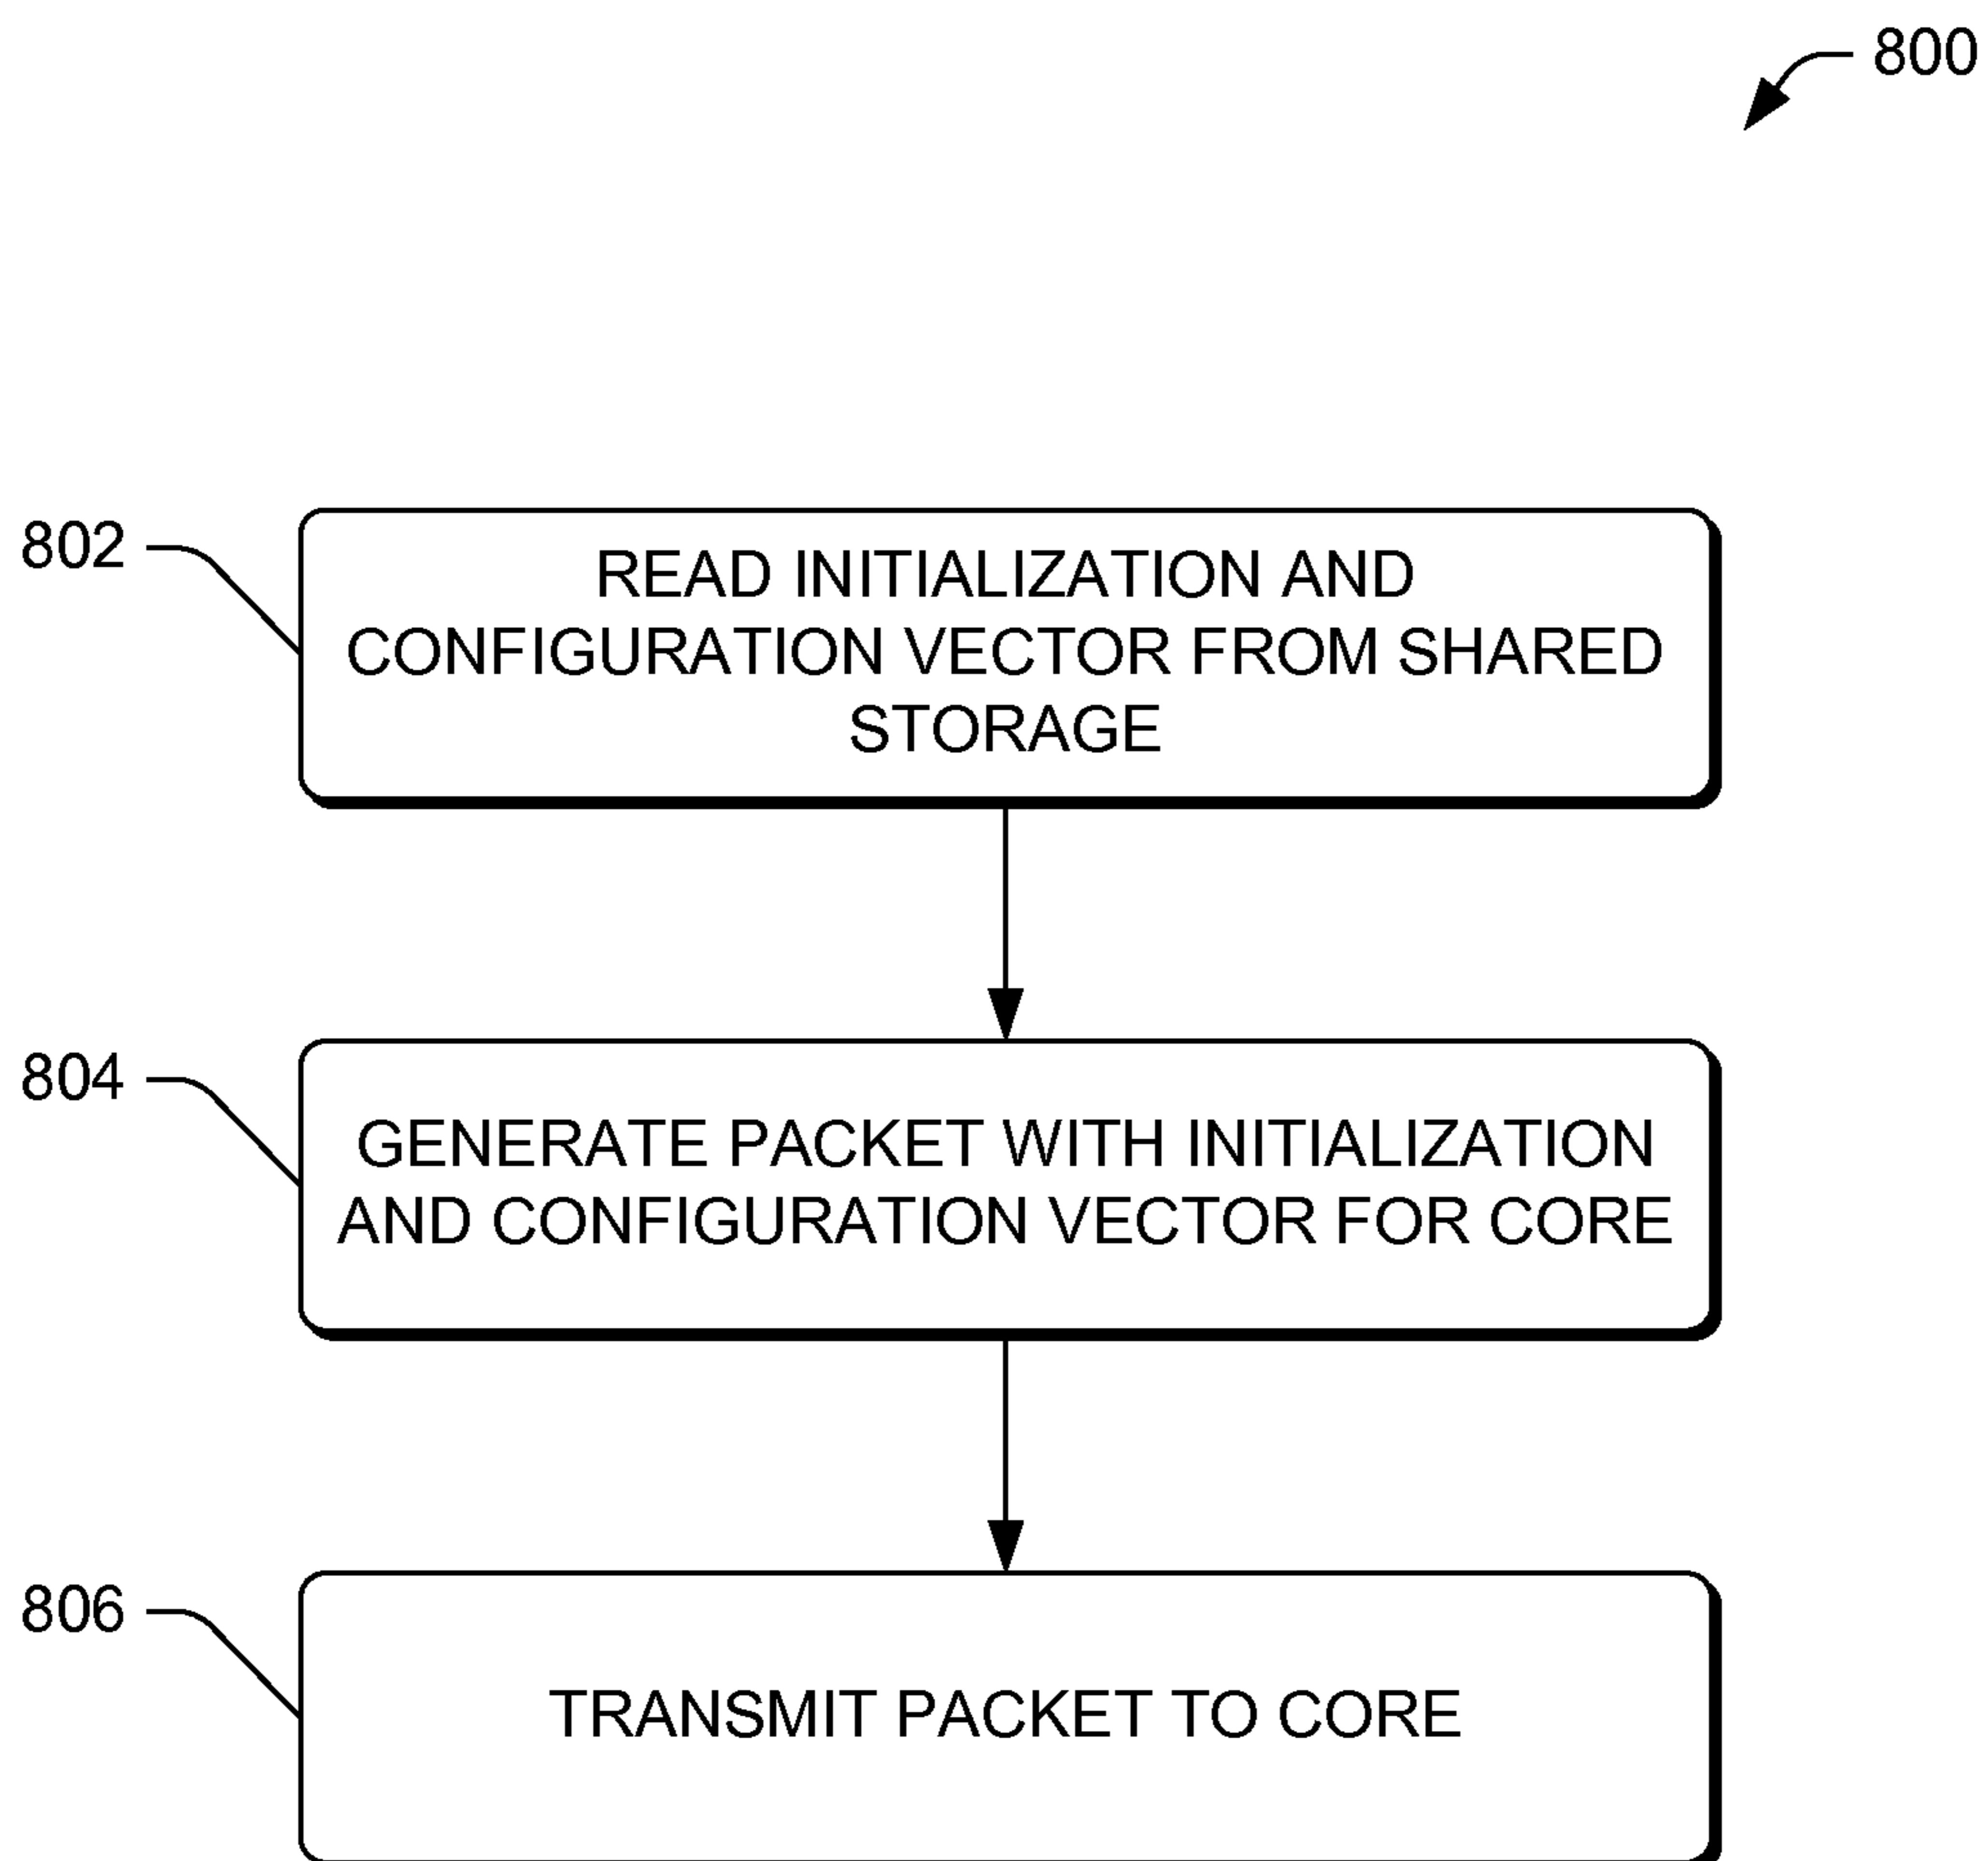 800
802
READ INITIALIZATION AND
CONFIGURATION VECTOR FROM SHARED
STORAGE
804
GENERATE PACKET WITH INITIALIZATION
AND CONFIGURATION VECTOR FOR CORE
806
TRANSMIT PACKET TO CORE